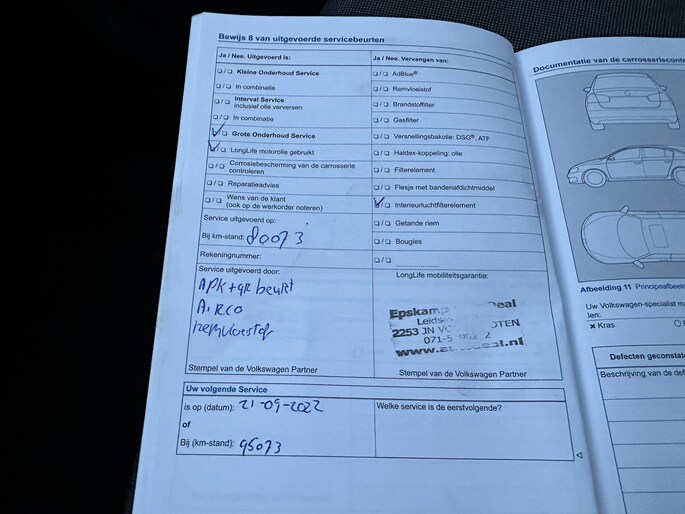 Bewijs 8 van uitgevoerde servicebeurten
Ja / Nee. Uitgevoerd is:
❑ / ❑ Kleine Onderhoud Service
❑ / ❑ In combinatie
❑ / ❑ Interval Service
inclusief olie verversen
❑ / ❑ In combinatie
❑ / ❑ Grote Onderhoud Service
❑ / ❑ LongLife motorolie gebruikt
❑ / ❑ Corrosiebescherming van de carrosserie
controleren
❑ / ❑ Reparatieadvies
❑ / ❑ Wens van de klant
(ook op de werkorder noteren)
Service uitgevoerd op:
Bij km-stand: 80073
Rekeningnummer:
Service uitgevoerd door:
APK + gr beurt
AIRCO
remvloeistof
Stempel van de Volkswagen Partner
Ja / Nee. Vervangen van:
❑ / ❑ AdBlue®
❑ / ❑ Remvloeistof
❑ / ❑ Brandstoffilter
❑ / ❑ Gasfilter
❑ / ❑ Versnellingsbakolie: DSG®, ATF
❑ / ❑ Haldex-koppeling: olie
❑ / ❑ Filterelement
❑ / ❑ Flesje met bandenafdichtmiddel
❑ / ❑ Interieurluchtfilterelement
❑ / ❑ Getande riem
❑ / ❑ Bougies
❑ / ❑
LongLife mobiliteitsgarantie:
Epskamp
2253 JN
071-5
Stempel van de Volkswagen Partner
Uw volgende Service
is op (datum): 21-09-2022
of
Bij (km-stand): 95073
Welke service is de eerstvolgende?
Documentatie van de
Afbeelding 11
Uw Volkswagen-specialist
len:
× Kras
Defecten
Beschrijving van de